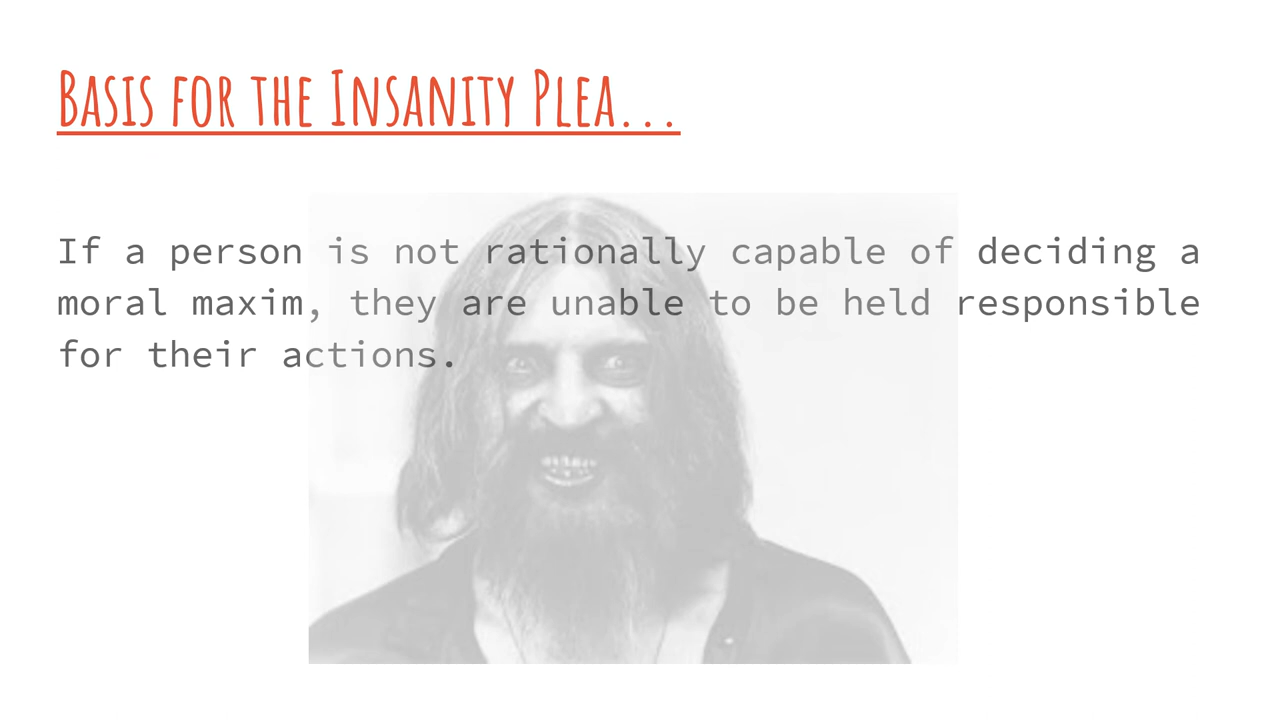 Basis for the Insanity Plea...
If a person is not rationally capable of deciding a
moral maxim, they are unable to be held responsible
for their actions.